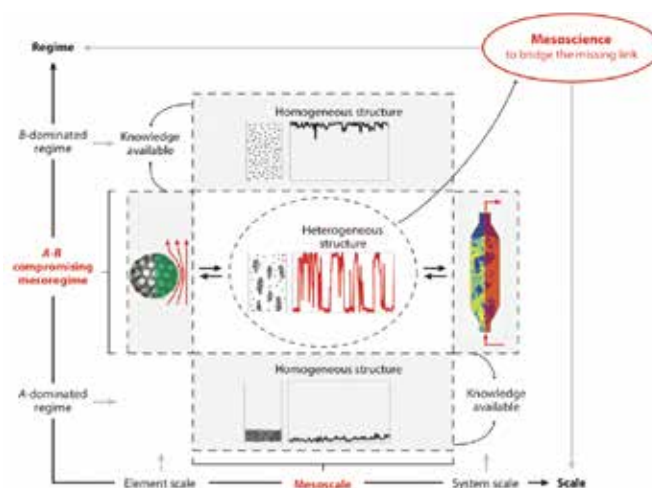 Regime
Mesoscience
to bridge the missing link
B-dominated
regime
Knowledge
available
Homogeneous structure
A-B
compromising
mesoregime
Heterogeneous
structure
A-dominated
regime
Homogeneous structure
Knowledge
available
Element scale
Mesoscale
System scale
Scale